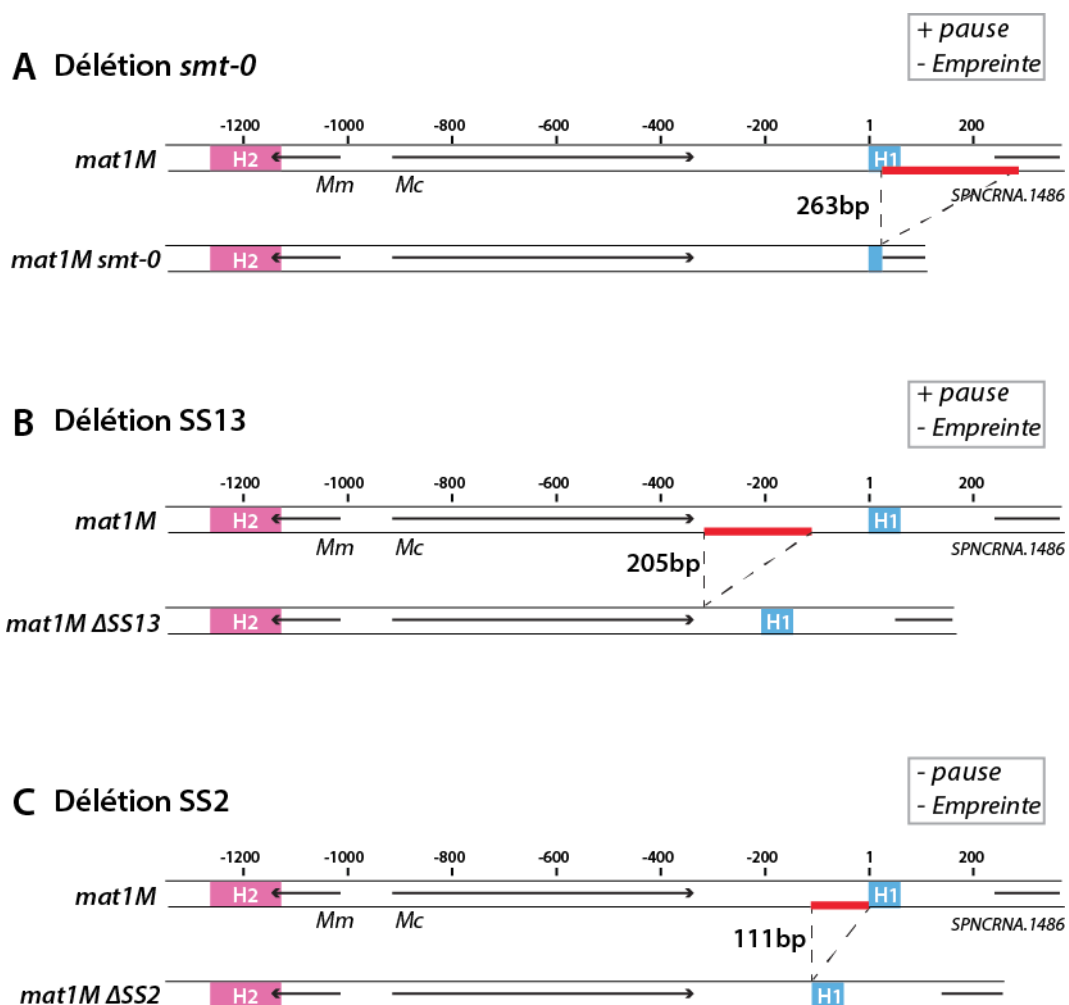 + pause
- Empreinte
A Délétion smt-0
-1200 -1000 -800 -600 -400 -200 1 200
mat1M H2 H1
Mm Mc SPNCRNA.1486
263bp
mat1M smt-0 H2
+ pause
- Empreinte
B Délétion SS13
-1200 -1000 -800 -600 -400 -200 1 200
mat1M H2 H1
Mm Mc SPNCRNA.1486
205bp
mat1M ΔSS13 H2 H1
- pause
- Empreinte
C Délétion SS2
-1200 -1000 -800 -600 -400 -200 1 200
mat1M H2 H1
Mm Mc SPNCRNA.1486
111bp
mat1M ΔSS2 H2 H1